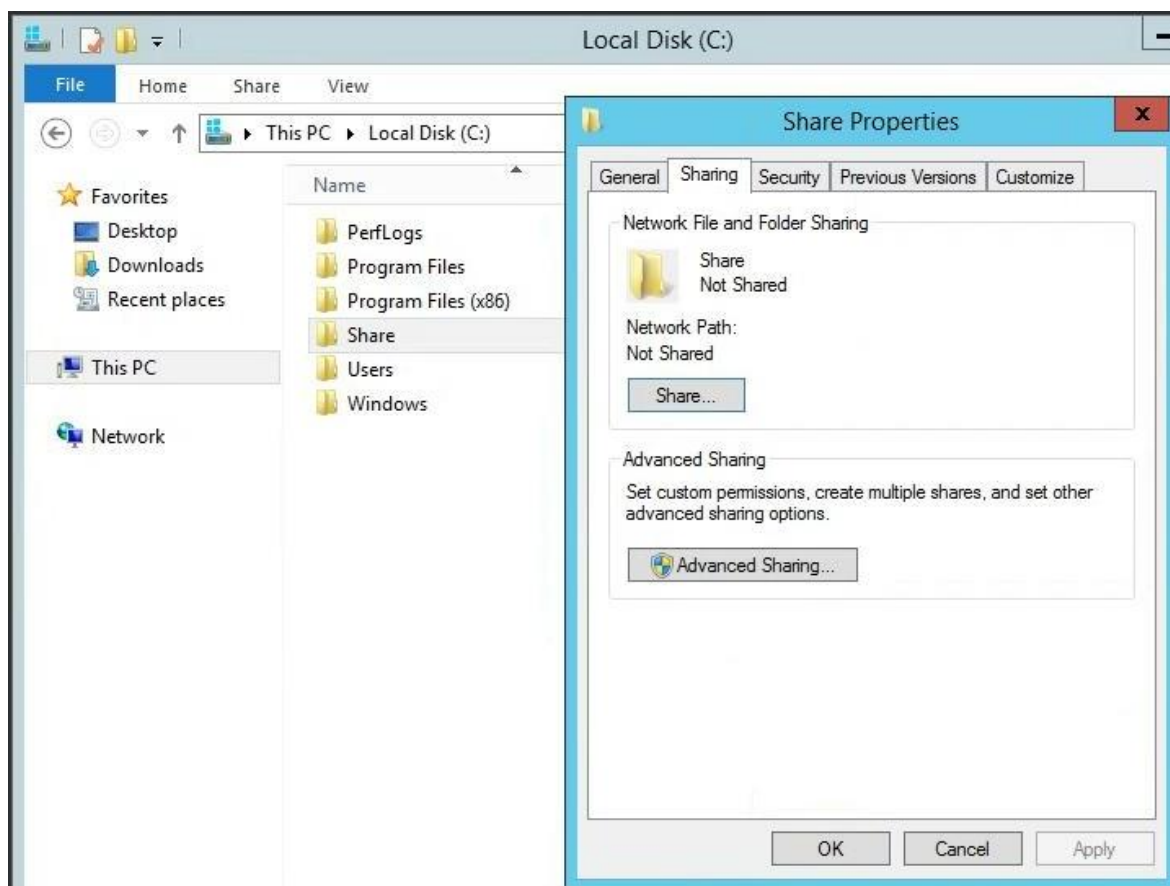 Local Disk (C:)
File Home Share View
This PC Local Disk (C:)
Favorites
Desktop
Downloads
Recent places
This PC
Network
Name
PerfLogs
Program Files
Program Files (x86)
Share
Users
Windows
Share Properties
x
General Sharing Security Previous Versions Customize
Network File and Folder Sharing
Share
Not Shared
Network Path:
Not Shared
Share...
Advanced Sharing
Set custom permissions, create multiple shares, and set other
advanced sharing options.
Advanced Sharing...
OK Cancel Apply